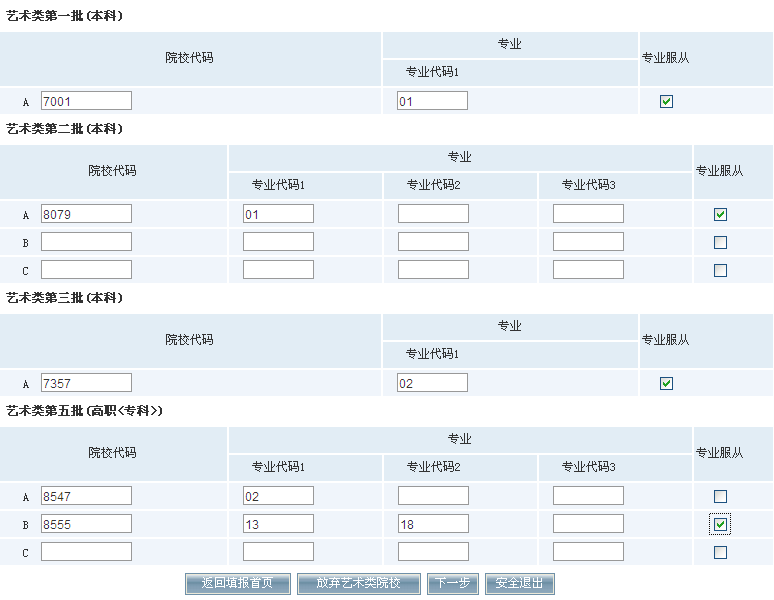 艺术类第一批(本科)
院校代码 专业 专业服从
专业代码1
A 7001 01
艺术类第二批(本科)
院校代码 专业 专业服从
专业代码1 专业代码2 专业代码3
A 8079 01
B
C
艺术类第三批(本科)
院校代码 专业 专业服从
专业代码1
A 7357 02
艺术类第五批(高职<专科>)
院校代码 专业 专业服从
专业代码1 专业代码2 专业代码3
A 8547 02
B 8555 13 18
C
返回填报首页 放弃艺术类院校 下一步 安全退出